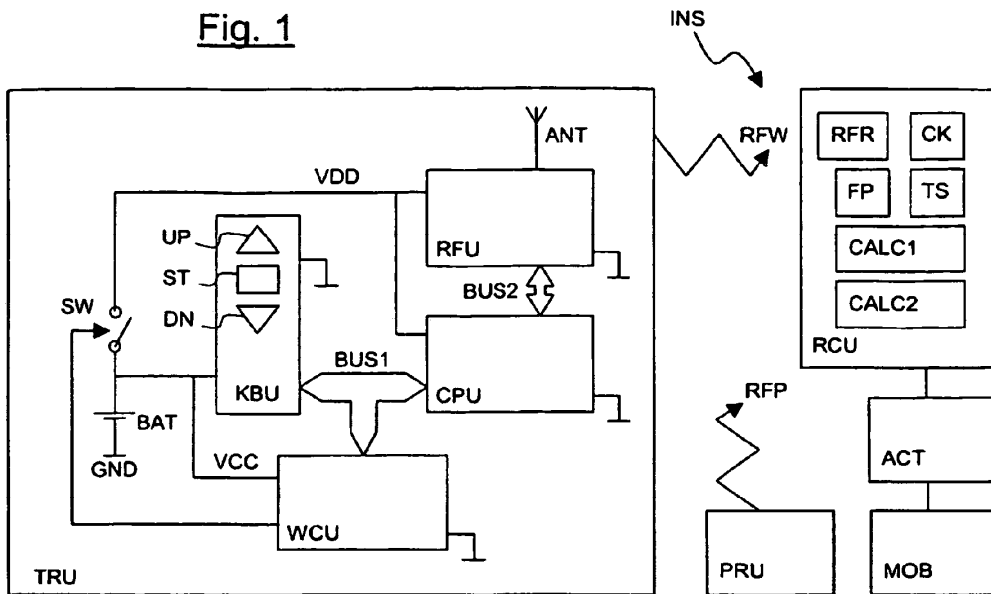 Fig. 1
INS
TRU
VDD
ANT
RFU
BUS2
UP
ST
DN
KBU
SW
BAT
GND
VCC
BUS1
CPU
WCU
RFW
RFR
CK
FP
TS
CALC1
CALC2
RCU
RFP
PRU
ACT
MOB